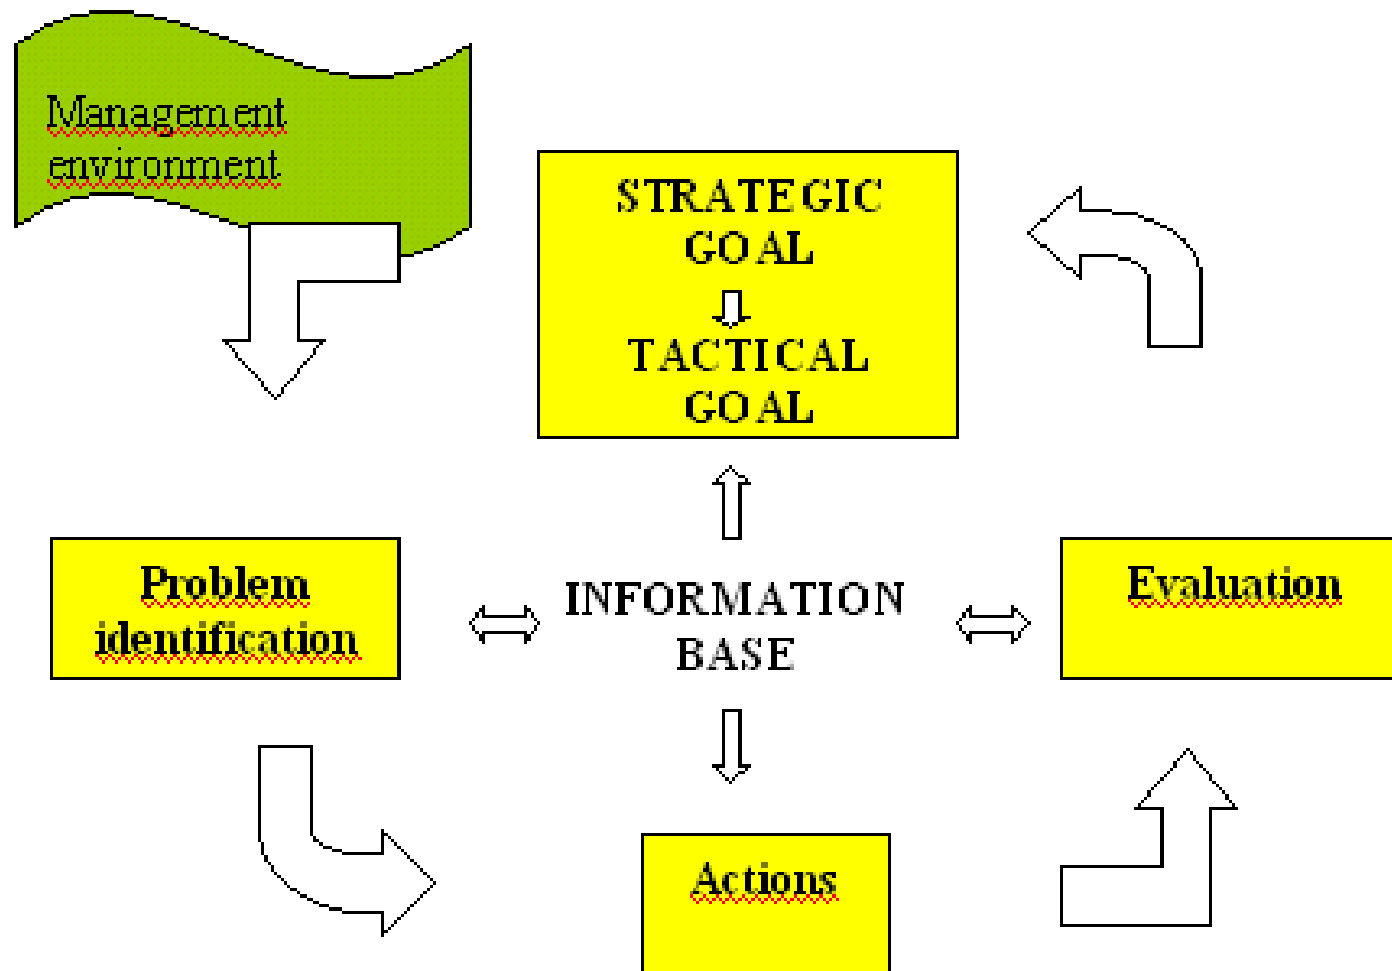 Management
environment
STRATEGIC
GOAL
TACTICAL
GOAL
Problem
identification
INFORMATION
BASE
Evaluation
Actions